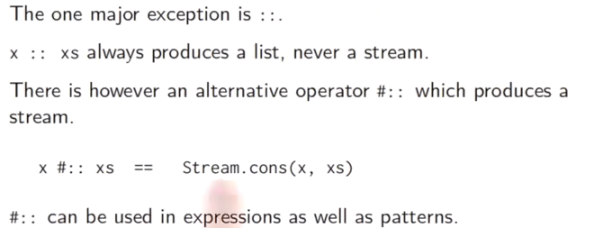 The one major exception is ::.
x :: xs always produces a list, never a stream.
There is however an alternative operator #:: which produces a
stream.
x #:: xs == Stream.cons(x, xs)
#:: can be used in expressions as well as patterns.